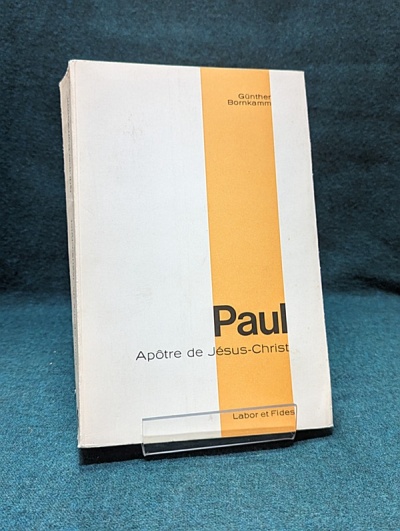 Günther
Bornkamm
Paul
Apôtre de Jésus-Christ
Labor et Fides